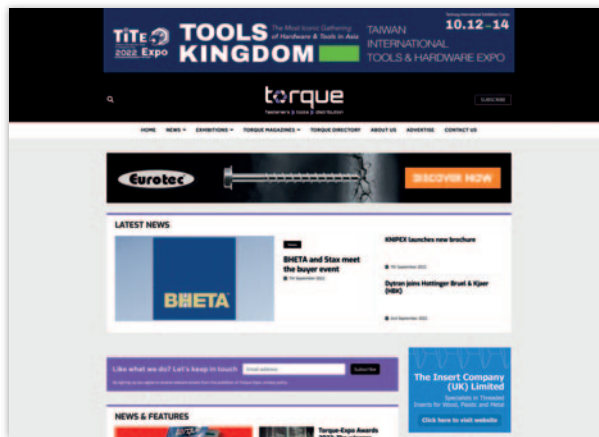 TiTE
2022 Expo
TOOLS
KINGDOM
The Most Iconic Gathering
of Hardware & Tools in Asia
TAIWAN
INTERNATIONAL
TOOLS & HARDWARE EXPO
10.12-14
torque
fasteners | tools | distribution
SUBSCRIBE
HOME NEWS EXHIBITIONS TORQUE MAGAZINES TORQUE DIRECTORY ABOUT US ADVERTISE CONTACT US
Eurotec
DISCOVER NOW
LATEST NEWS
BHETA
BHETA and Stax meet
the buyer event
7th September 2022
KNIPEX launches new brochure
7th September 2022
Dytran joins Hottinger Bruel & Kjaer
(HBK)
2nd September 2022
Like what we do? Let's keep in touch
Email address
Subscribe
The Insert Company
(UK) Limited
Specialists in Threaded
Inserts for Wood, Plastic and Metal
Click here to visit website
NEWS & FEATURES
Torque-Expo Awards